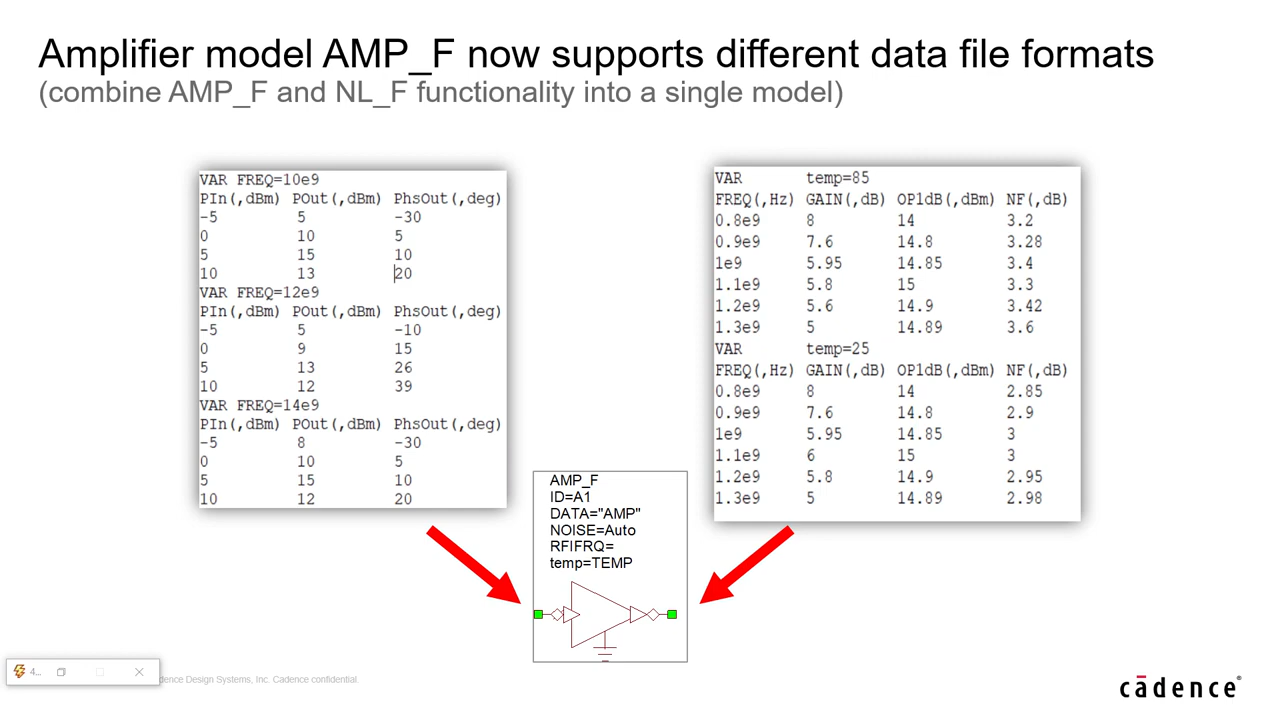 Amplifier model AMP_F now supports different data file formats
(combine AMP_F and NL_F functionality into a single model)
VAR FREQ=10e9
PIn(,dBm) POut(,dBm) PhsOut(,deg)
-5 5 -30
0 10 5
5 15 10
10 13 20
VAR FREQ=12e9
PIn(,dBm) POut(,dBm) PhsOut(,deg)
-5 5 -10
0 9 15
5 13 26
10 12 39
VAR FREQ=14e9
PIn(,dBm) POut(,dBm) PhsOut(,deg)
-5 8 -30
0 10 5
5 15 10
10 12 20
VAR temp=85
FREQ(,Hz) GAIN(,dB) OP1dB(,dBm) NF(,dB)
0.8e9 8 14 3.2
0.9e9 7.6 14.8 3.28
1e9 5.95 14.85 3.4
1.1e9 5.8 15 3.3
1.2e9 5.6 14.9 3.42
1.3e9 5 14.89 3.6
VAR temp=25
FREQ(,Hz) GAIN(,dB) OP1dB(,dBm) NF(,dB)
0.8e9 8 14 2.85
0.9e9 7.6 14.8 2.9
1e9 5.95 14.85 3
1.1e9 6 15 3
1.2e9 5.8 14.9 2.95
1.3e9 5 14.89 2.98
AMP_F
ID=A1
DATA="AMP"
NOISE=Auto
RFIFRQ=
temp=TEMP
4...
dence Design Systems, Inc. Cadence confidential.
cādence®